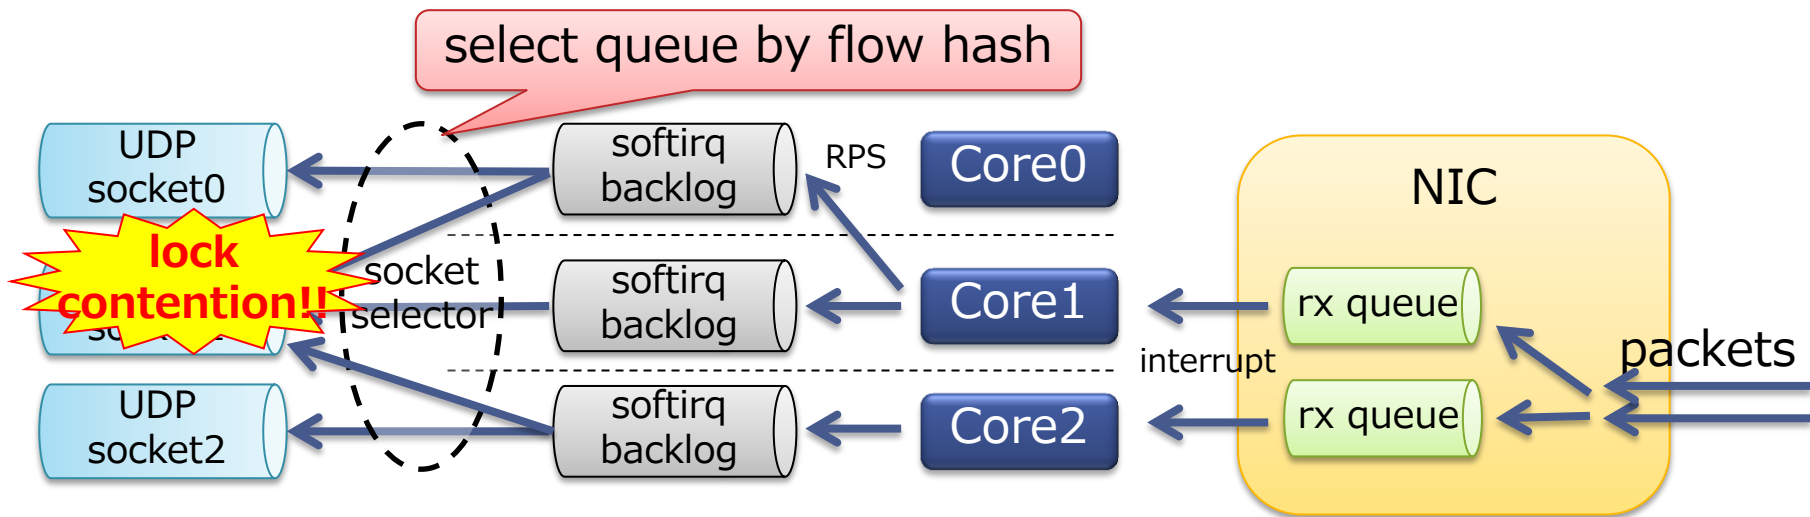 select queue by flow hash
UDP
socket0
softirq
backlog
RPS
Core0
NIC
lock
contention!!
socket
selector
softirq
backlog
Core1
rx queue
packets
interrupt
UDP
socket2
softirq
backlog
Core2
rx queue